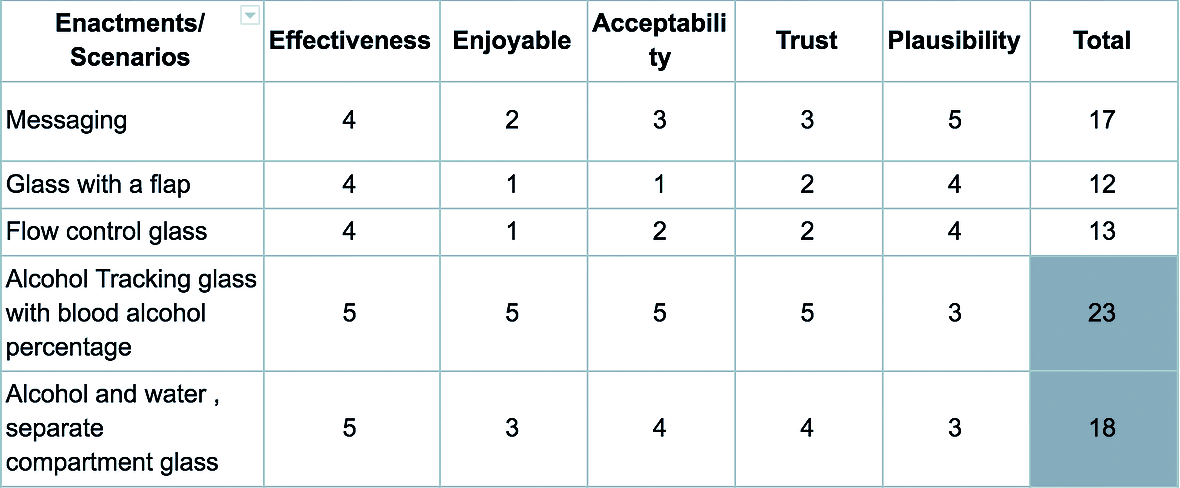 Enactments/ Scenarios Effectiveness Enjoyable Acceptability Trust Plausibility Total
Messaging 4 2 3 3 5 17
Glass with a flap 4 1 1 2 4 12
Flow control glass 4 1 2 2 4 13
Alcohol Tracking glass with blood alcohol percentage 5 5 5 5 3 23
Alcohol and water , separate compartment glass 5 3 4 4 3 18